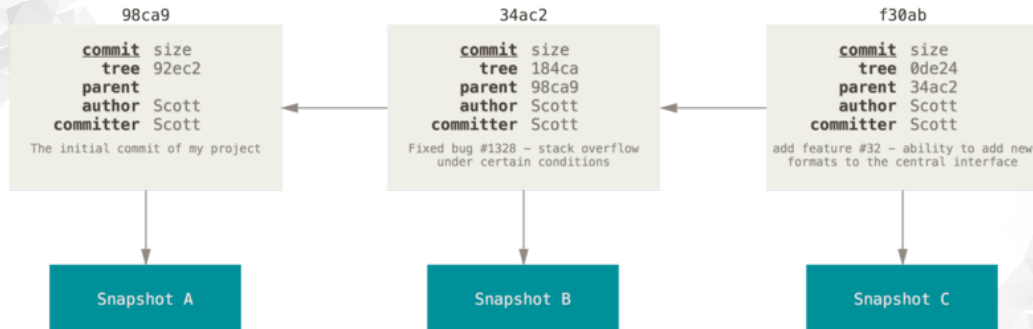 98ca9
commit size
tree 92ec2
parent
author Scott
committer Scott
The initial commit of my project
Snapshot A
34ac2
commit size
tree 184ca
parent 98ca9
author Scott
committer Scott
Fixed bug #1328 – stack overflow
under certain conditions
Snapshot B
f30ab
commit size
tree 0de24
parent 34ac2
author Scott
committer Scott
add feature #32 – ability to add new
formats to the central interface
Snapshot C